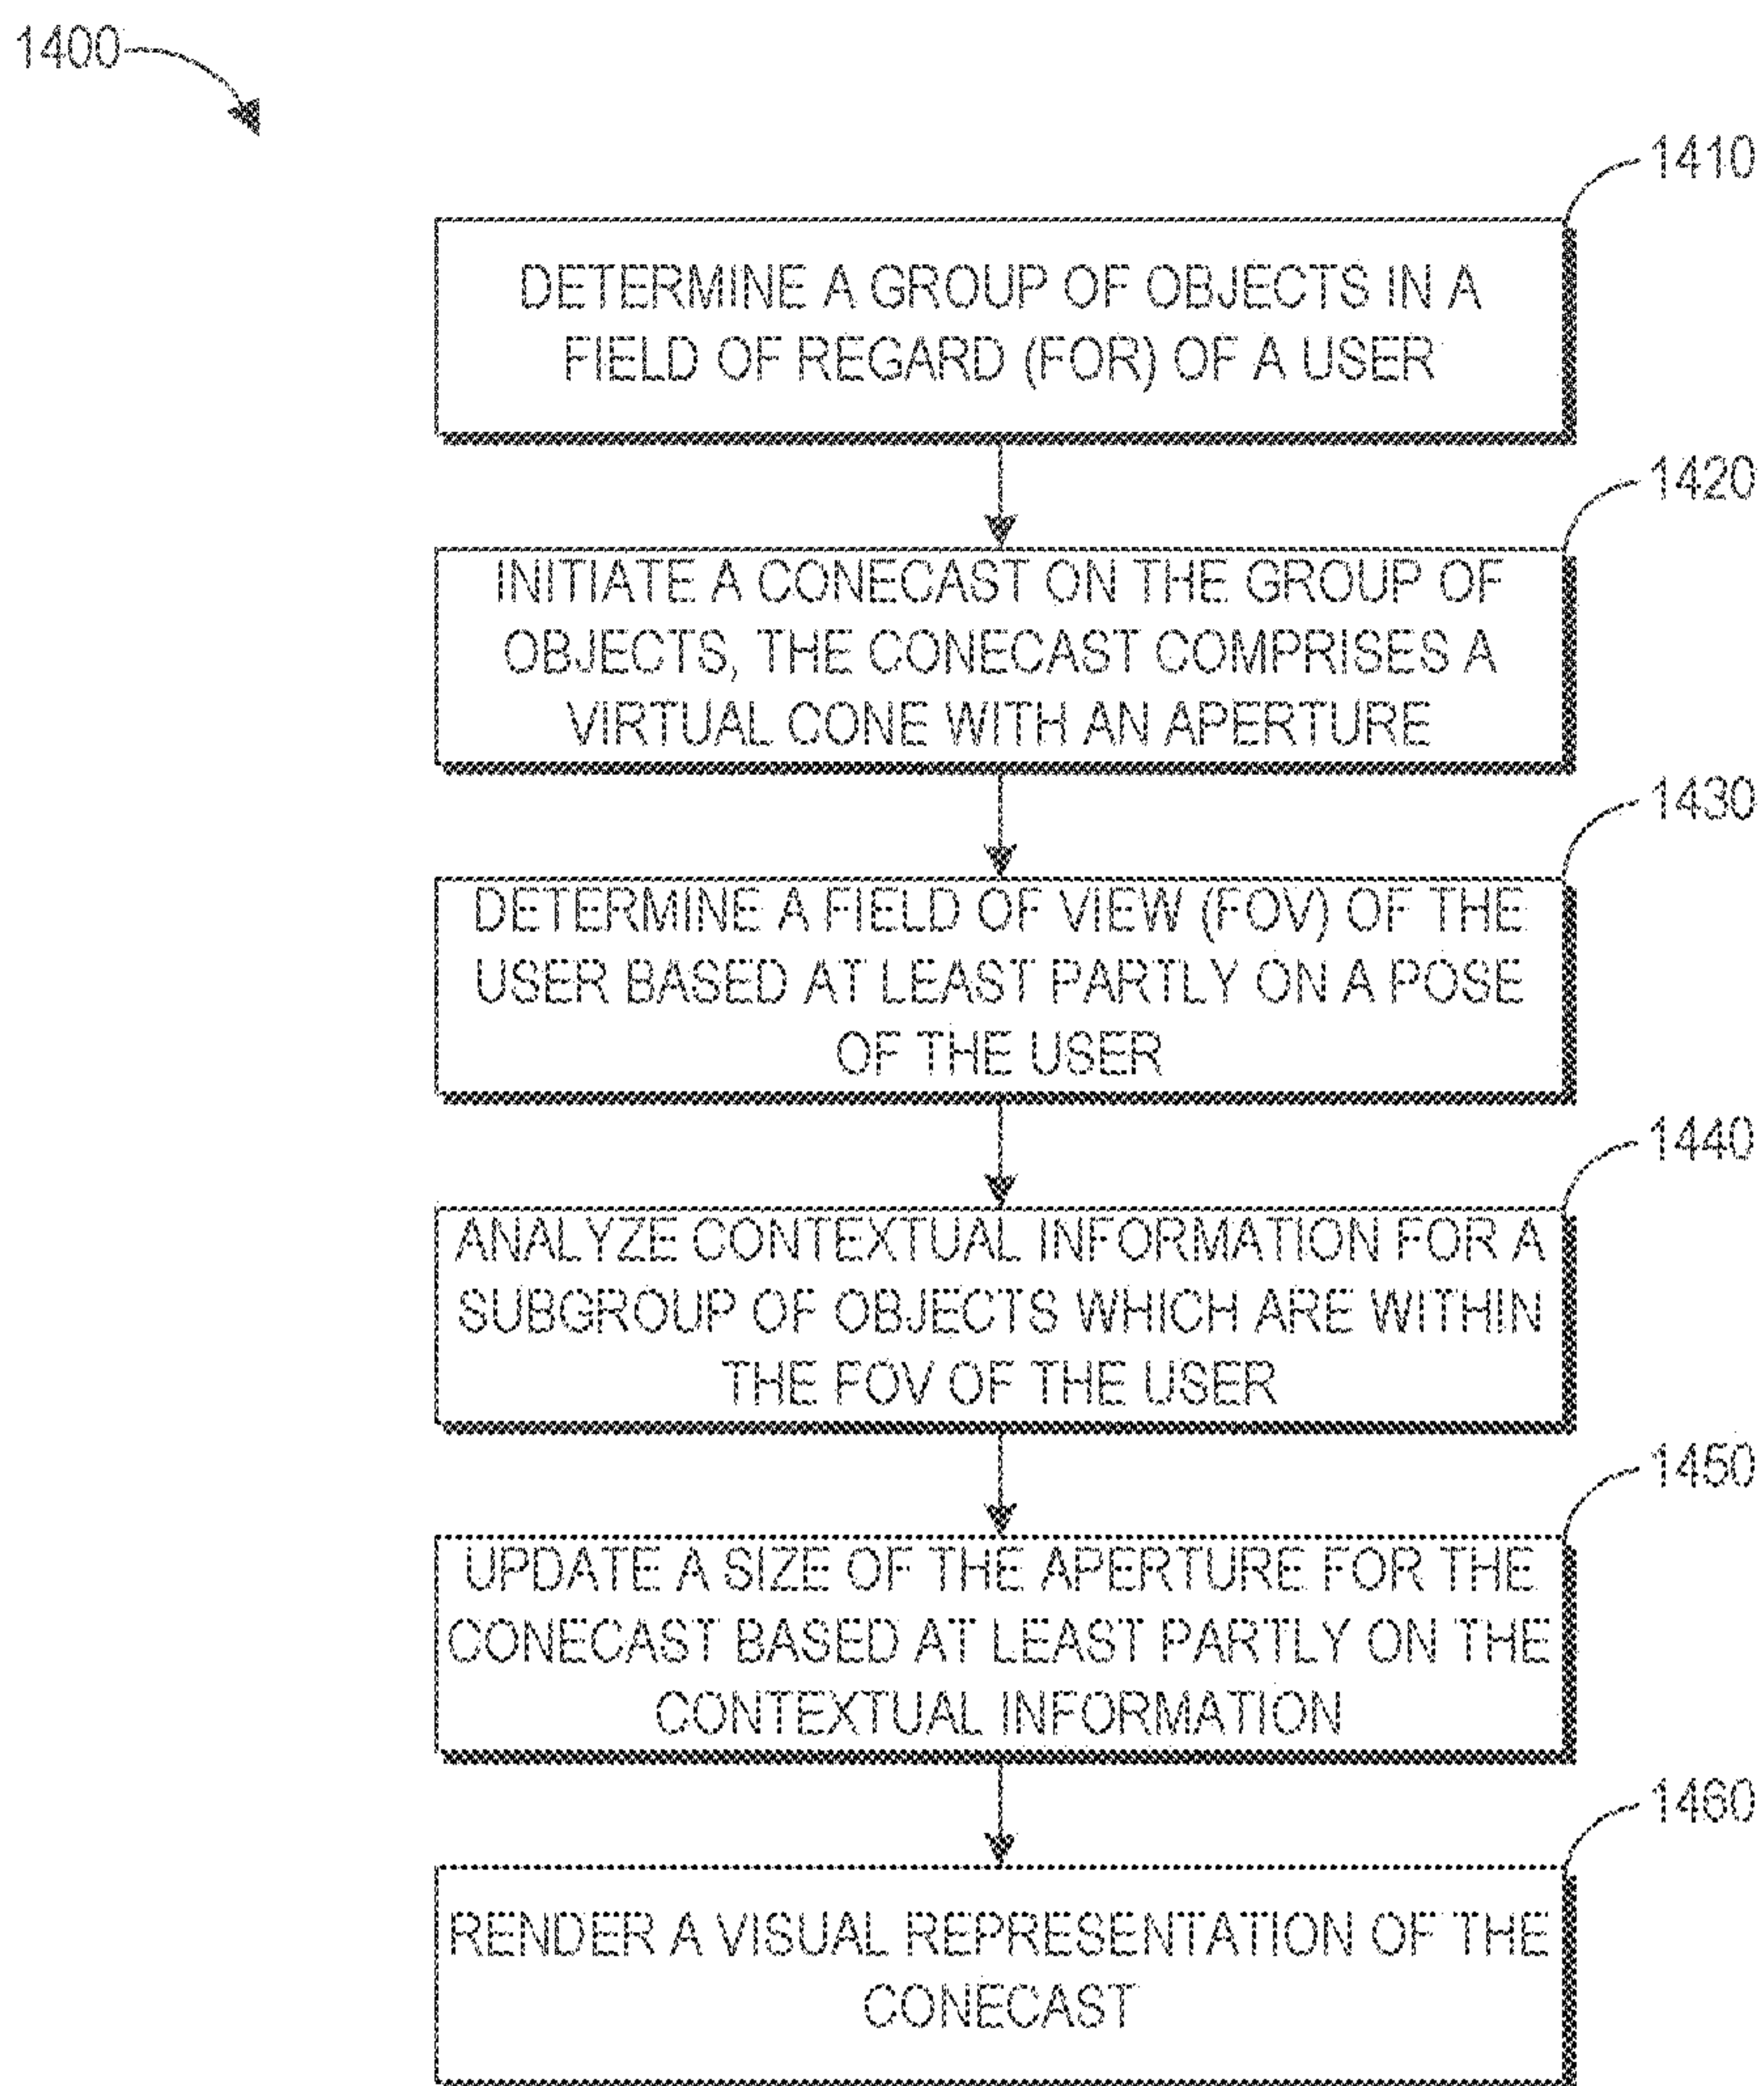 1400
1410
DETERMINE A GROUP OF OBJECTS IN A
FIELD OF REGARD (FOR) OF A USER
1420
INITIATE A CONECAST ON THE GROUP OF
OBJECTS, THE CONECAST COMPRISES A
VIRTUAL CONE WITH AN APERTURE
1430
DETERMINE A FIELD OF VIEW (FOV) OF THE
USER BASED AT LEAST PARTLY ON A POSE
OF THE USER
1440
ANALYZE CONTEXTUAL INFORMATION FOR A
SUBGROUP OF OBJECTS WHICH ARE WITHIN
THE FOV OF THE USER
1450
UPDATE A SIZE OF THE APERTURE FOR THE
CONECAST BASED AT LEAST PARTLY ON THE
CONTEXTUAL INFORMATION
1460
RENDER A VISUAL REPRESENTATION OF THE
CONECAST